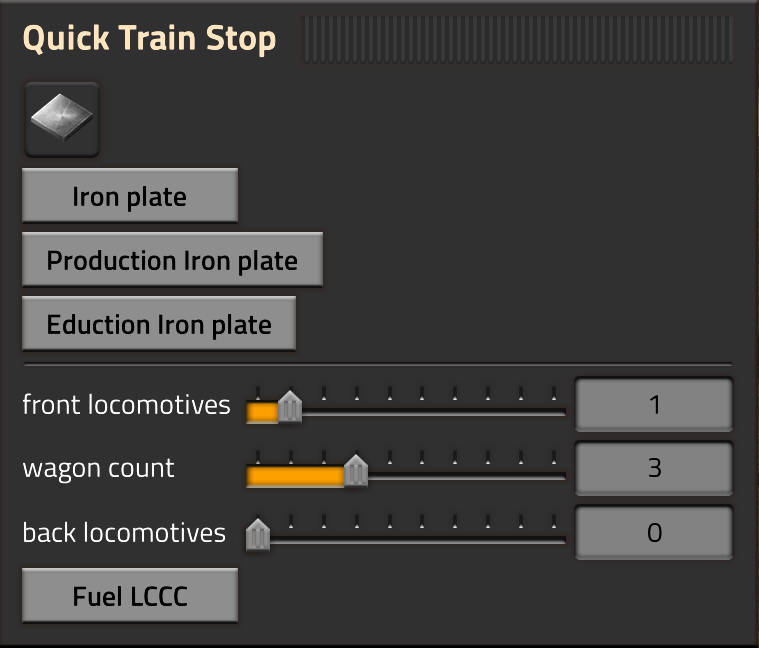 Quick Train Stop
Iron plate
Production Iron plate
Eduction Iron plate
front locomotives 1
wagon count 3
back locomotives 0
Fuel LCCC